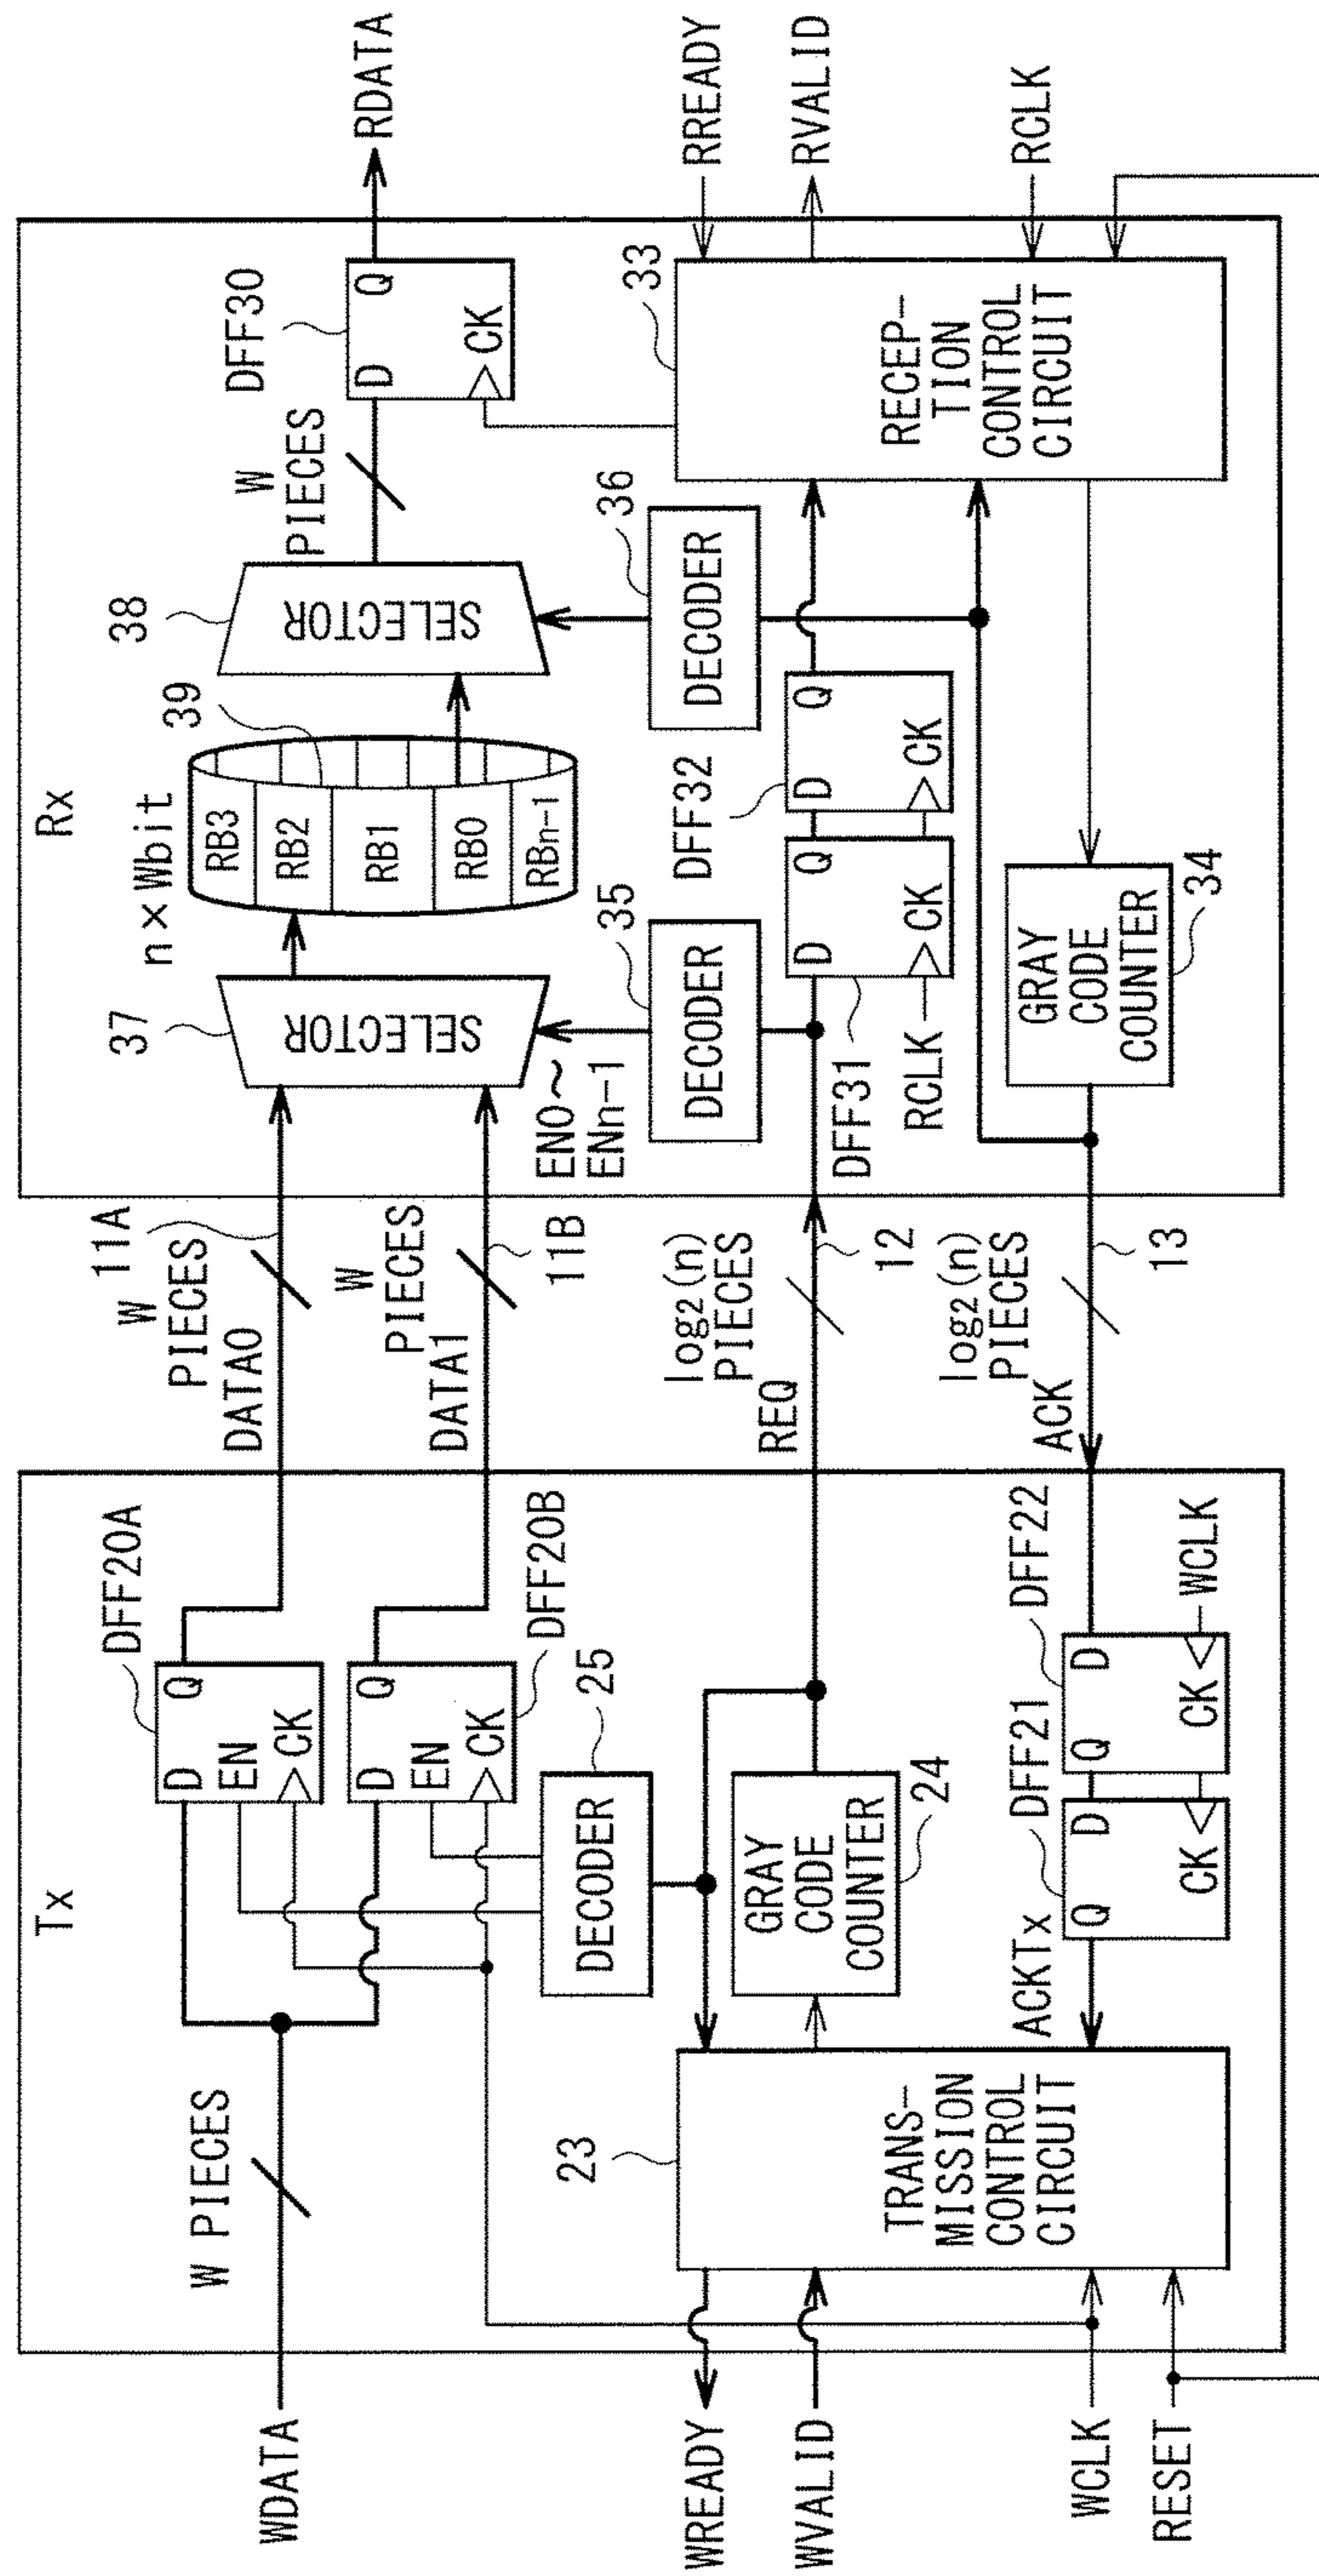 Tx
Rx
WDATA
W PIECES
DFF20A
D
Q
EN
CK
DFF20B
D
Q
EN
CK
25
DECODER
GRAY
CODE
COUNTER
24
23
TRANS-
MISSION
CONTROL
CIRCUIT
WREADY
WVALID
WCLK
RESET
ACKTx
DFF21
Q
D
CK
DFF22
Q
D
CK
WCLK
11A
W
PIECES
DATA0
W
PIECES
11B
DATA1
log2(n)
PIECES
REQ
12
log2(n)
PIECES
ACK
13
37
SELECTOR
EN0~
ENn-1
n×Wbit
39
RB3
RB2
RB1
RB0
RBn-1
38
SELECTOR
W
PIECES
DFF30
D
Q
CK
RDATA
35
DECODER
36
DECODER
DFF31
D
Q
CK
RCLK
DFF32
D
Q
CK
GRAY
CODE
COUNTER
34
33
RECEP-
TION
CONTROL
CIRCUIT
RREADY
RVALID
RCLK